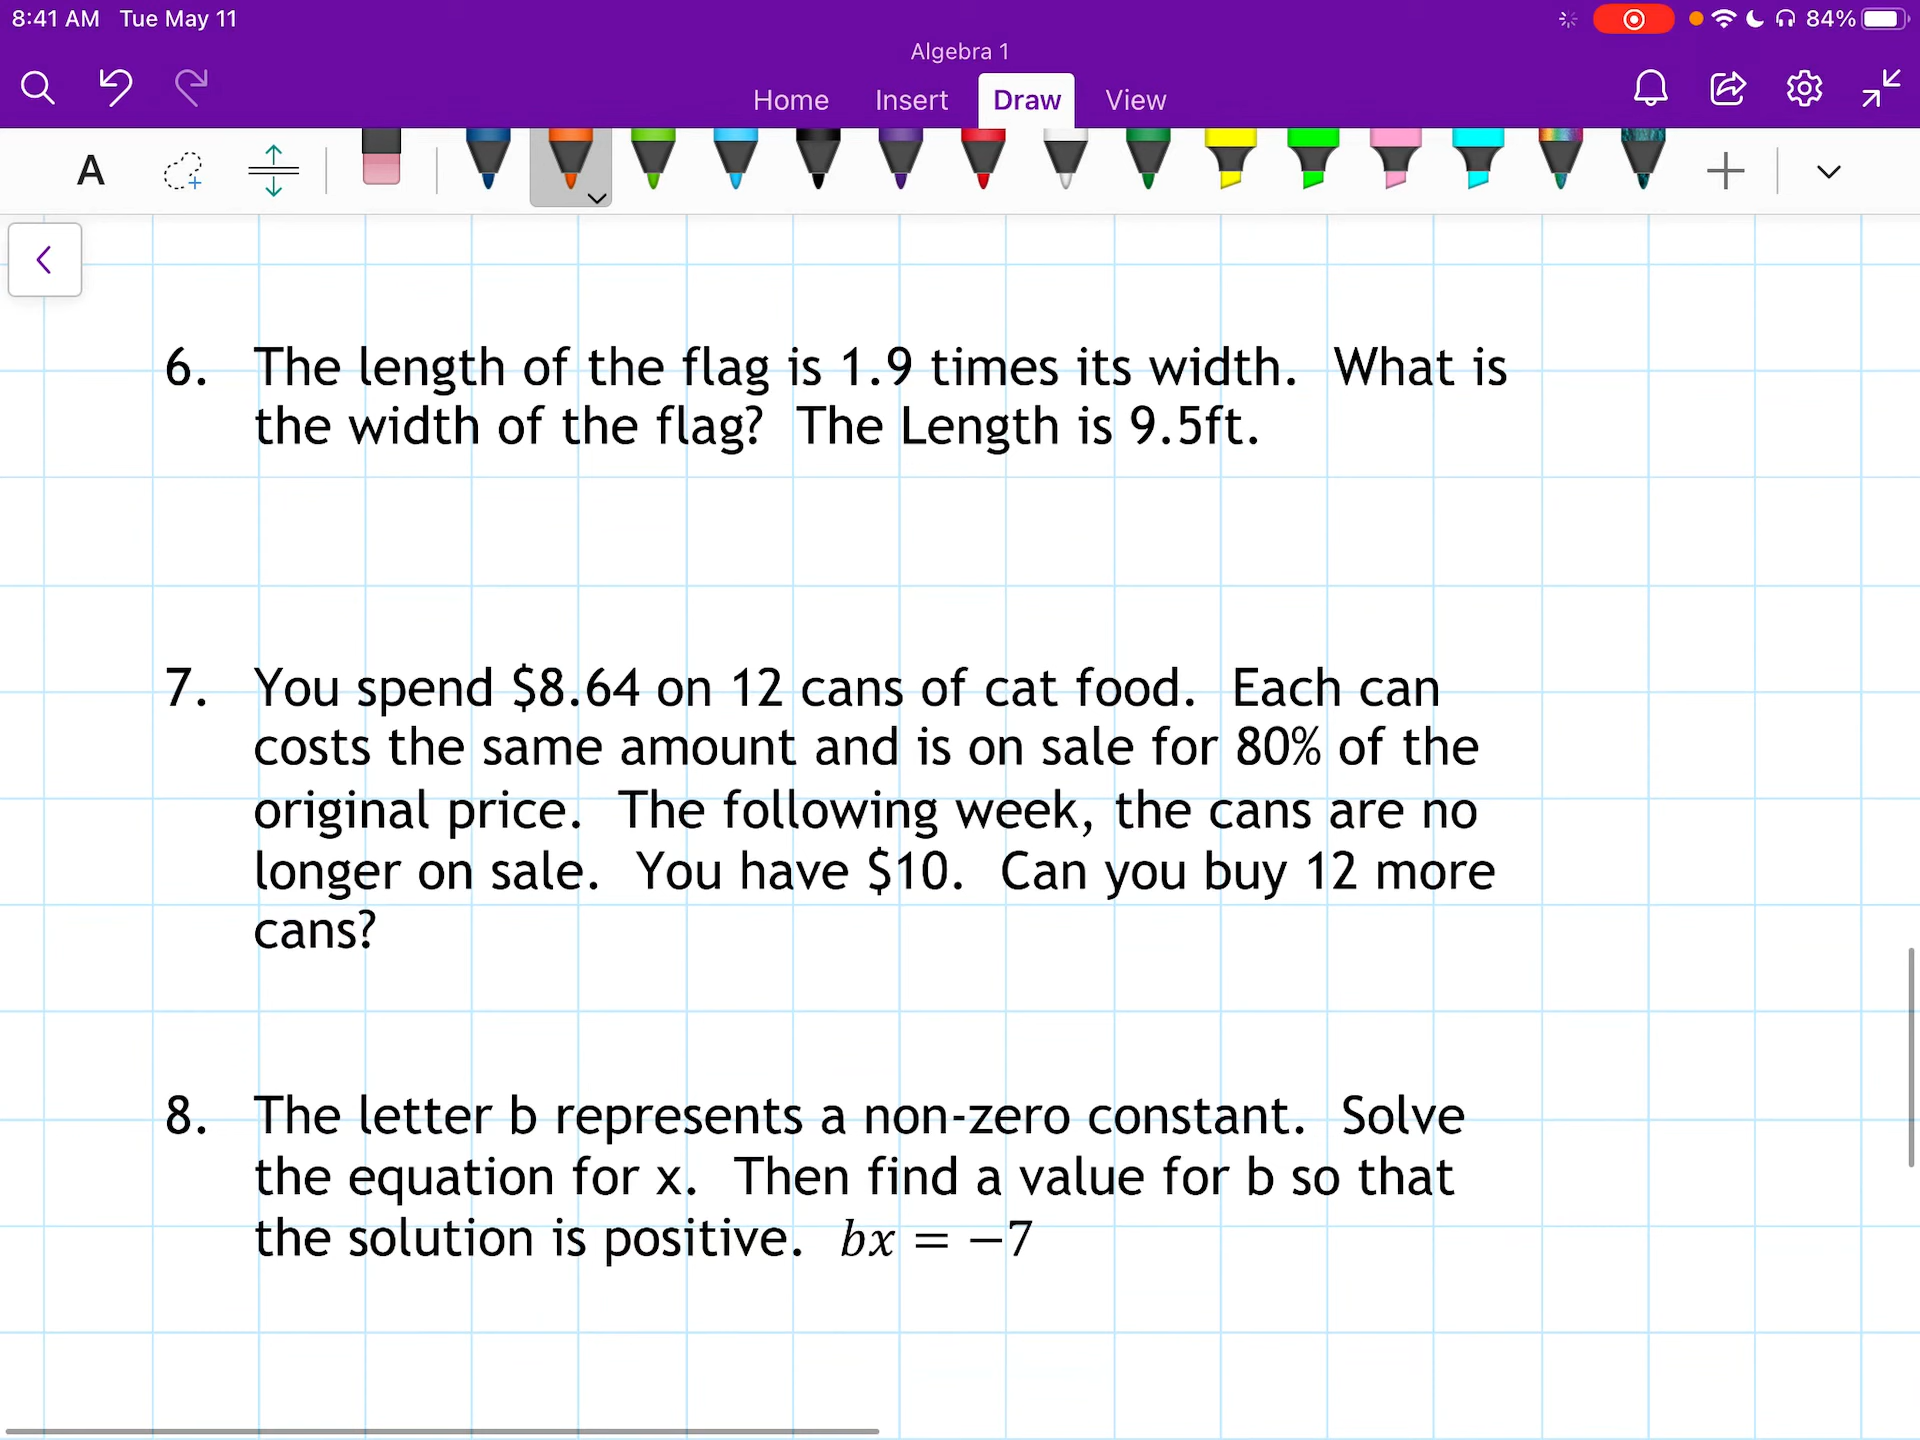 8:41 AM Tue May 11
84%
Algebra 1
Home Insert Draw View
A
6. The length of the flag is 1.9 times its width. What is
the width of the flag? The Length is 9.5ft.
7. You spend $8.64 on 12 cans of cat food. Each can
costs the same amount and is on sale for 80% of the
original price. The following week, the cans are no
longer on sale. You have $10. Can you buy 12 more
cans?
8. The letter b represents a non-zero constant. Solve
the equation for x. Then find a value for b so that
the solution is positive. bx = −7